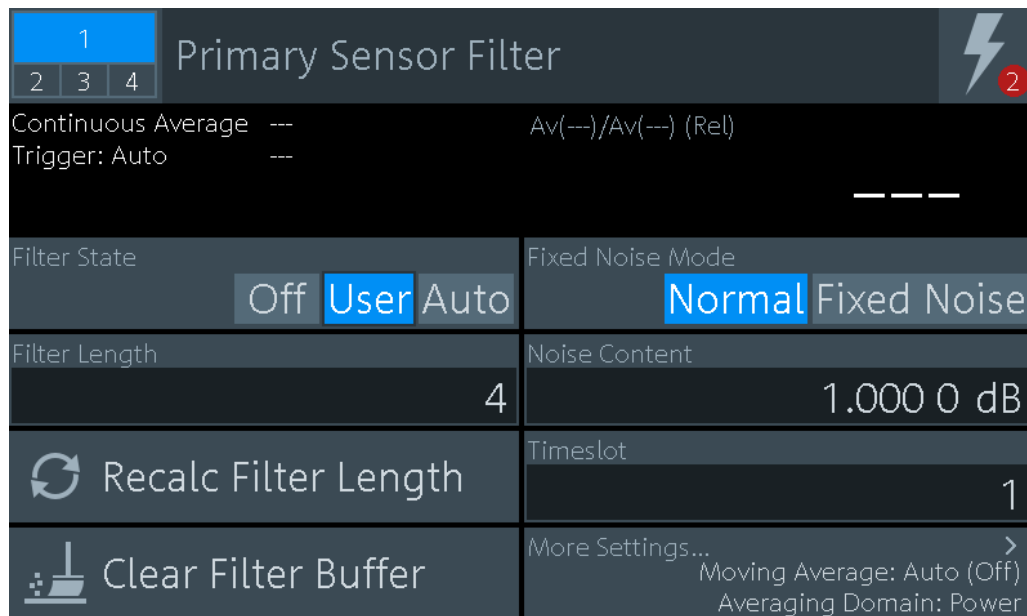 1
Primary Sensor Filter
2 3 4
2
Continuous Average ---
Av(---)/Av(---) (Rel)
Trigger: Auto ---
---
Filter State
Off User Auto
Fixed Noise Mode
Normal Fixed Noise
Filter Length
4
Noise Content
1.000 0 dB
Recalc Filter Length
Timeslot
1
Clear Filter Buffer
More Settings... >
Moving Average: Auto (Off)
Averaging Domain: Power